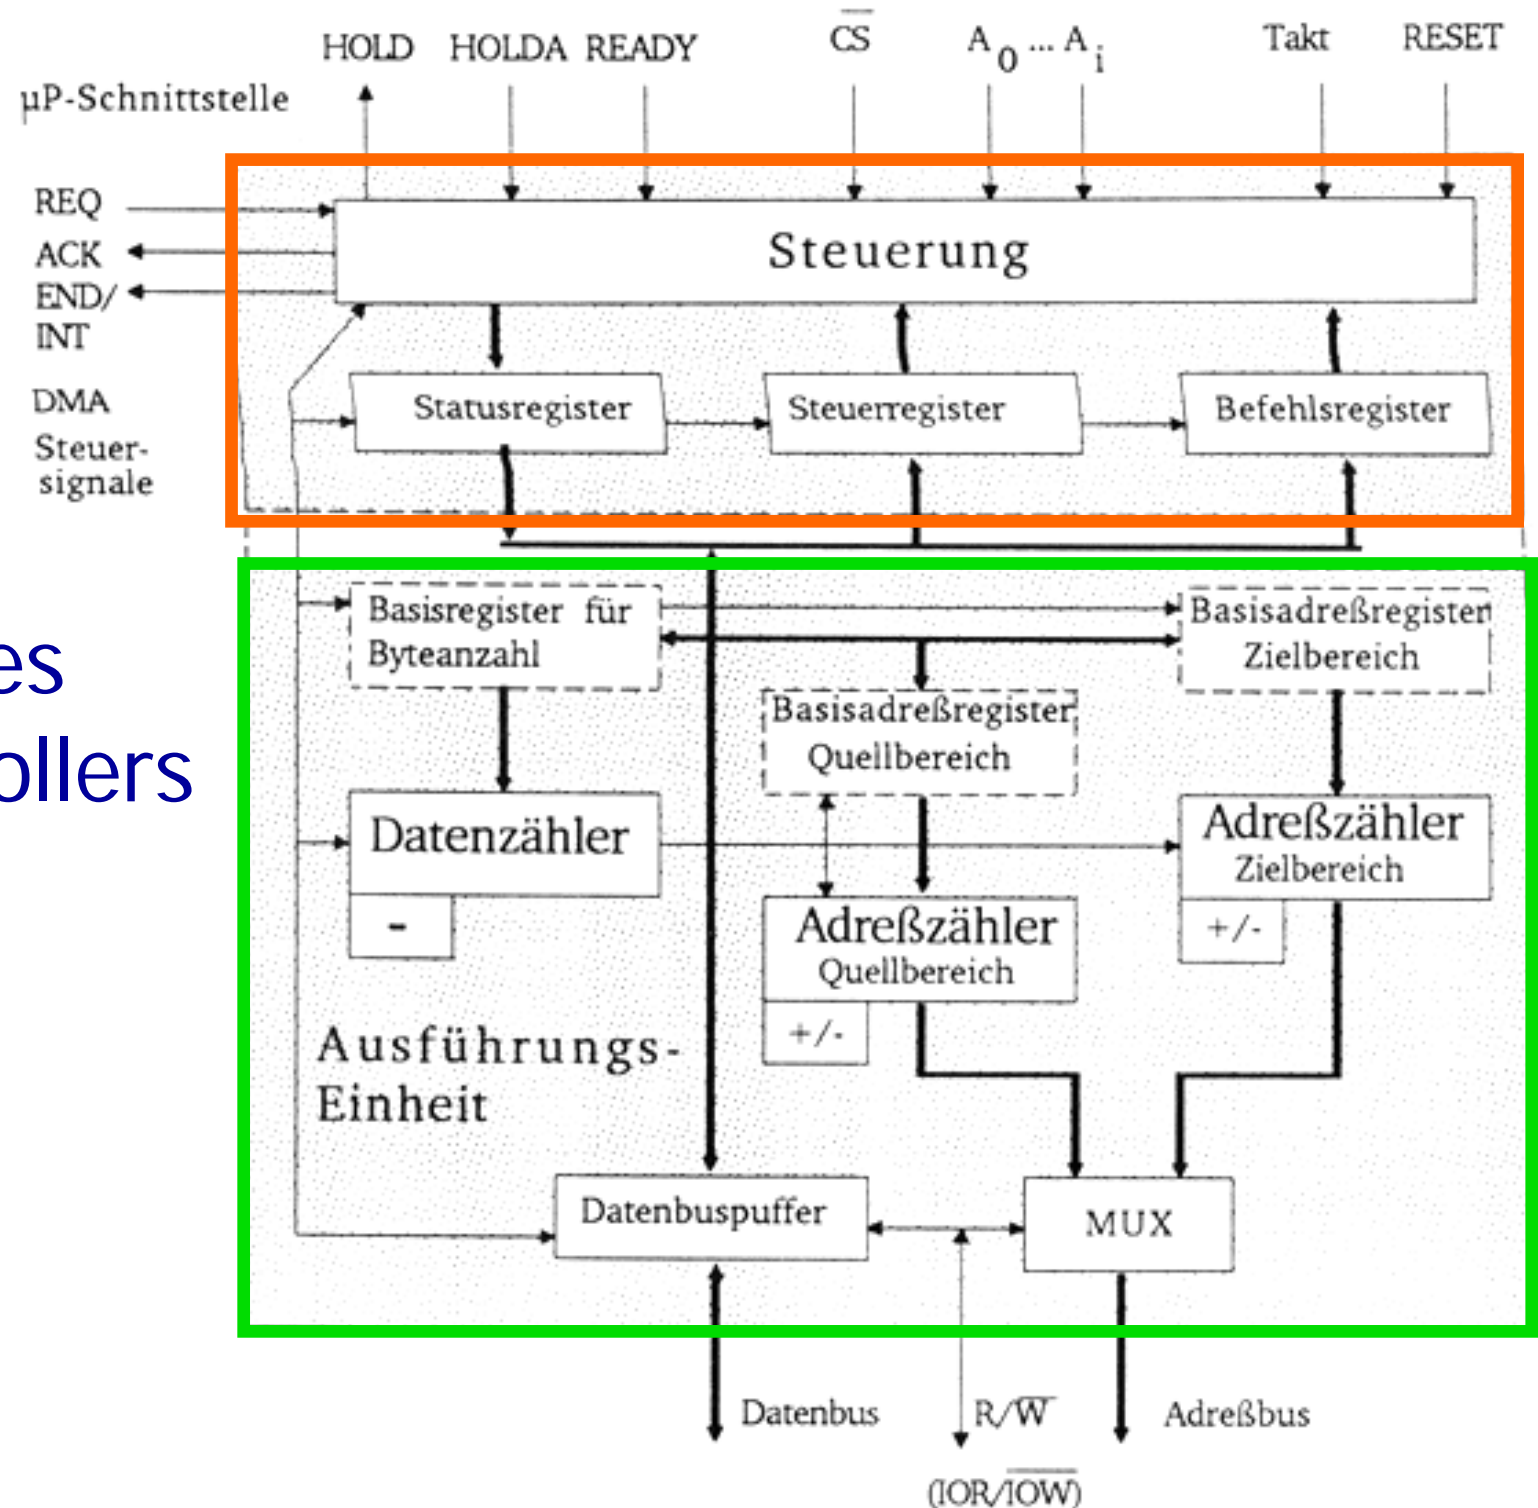 HOLD HOLDA READY C̅S̅ A0 ... Ai Takt RESET
µP-Schnittstelle
REQ
ACK
END/
INT
DMA
Steuer-
signale
Steuerung
Statusregister Steuerregister Befehlsregister
es
ollers
Basisregister für
Byteanzahl
Basisadreßregister
Zielbereich
Basisadreßregister
Quellbereich
Datenzähler
-
Adreßzähler
Zielbereich
+/-
Adreßzähler
Quellbereich
+/-
Ausführungs-
Einheit
Datenbuspuffer
MUX
Datenbus R/W̅ Adreßbus
(IOR/I̅O̅W̅)